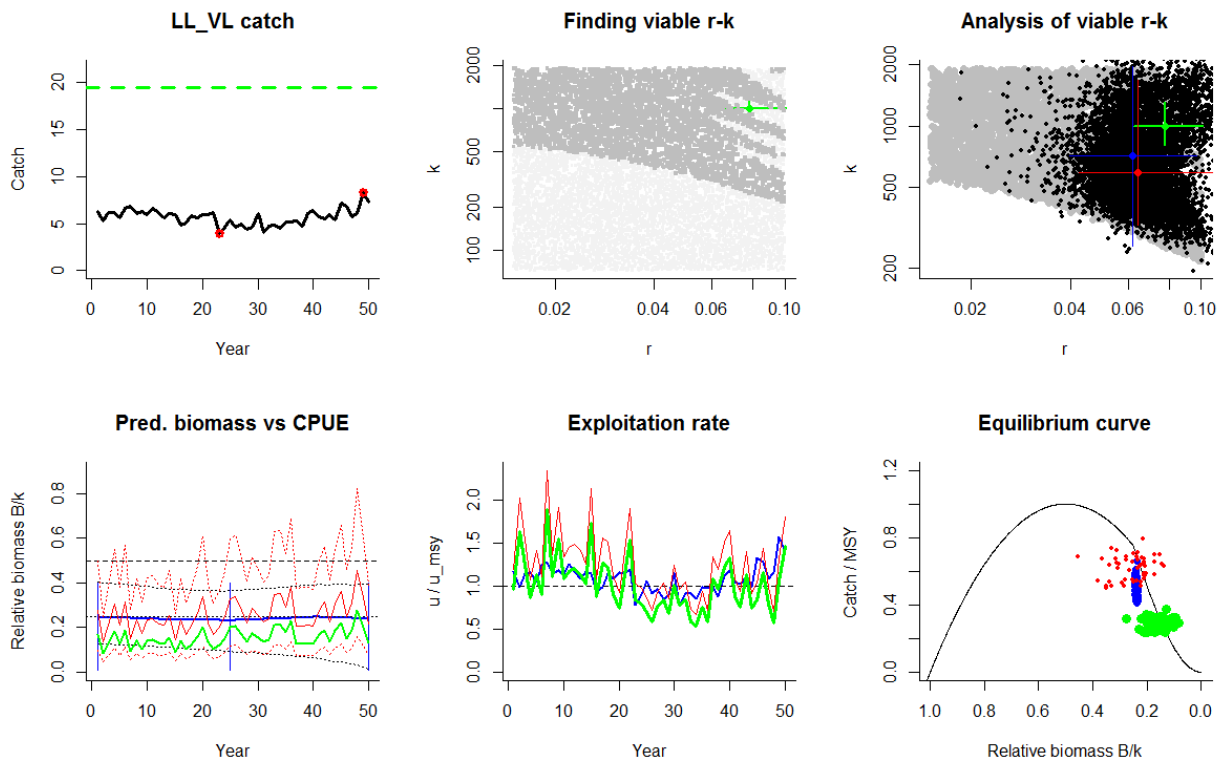 LL_VL catch
Catch
0 5 10 15 20
0 10 20 30 40 50
Year
Finding viable r-k
k
100 200 500 2000
0.02 0.04 0.06 0.10
r
Analysis of viable r-k
k
200 500 1000 2000
0.02 0.04 0.06 0.10
r
Pred. biomass vs CPUE
Relative biomass B/k
0.0 0.2 0.4 0.6 0.8
0 10 20 30 40 50
Year
Exploitation rate
u / u_msy
0.0 0.5 1.0 1.5 2.0
0 10 20 30 40 50
Year
Equilibrium curve
Catch / MSY
0.0 0.4 0.8 1.2
1.0 0.8 0.6 0.4 0.2 0.0
Relative biomass B/k